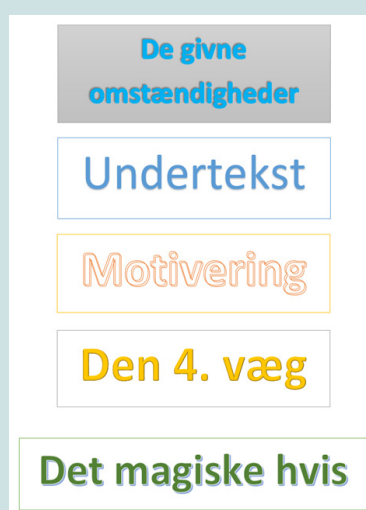 De givne
omstændigheder
Undertekst
Motivering
Den 4. væg
Det magiske hvis